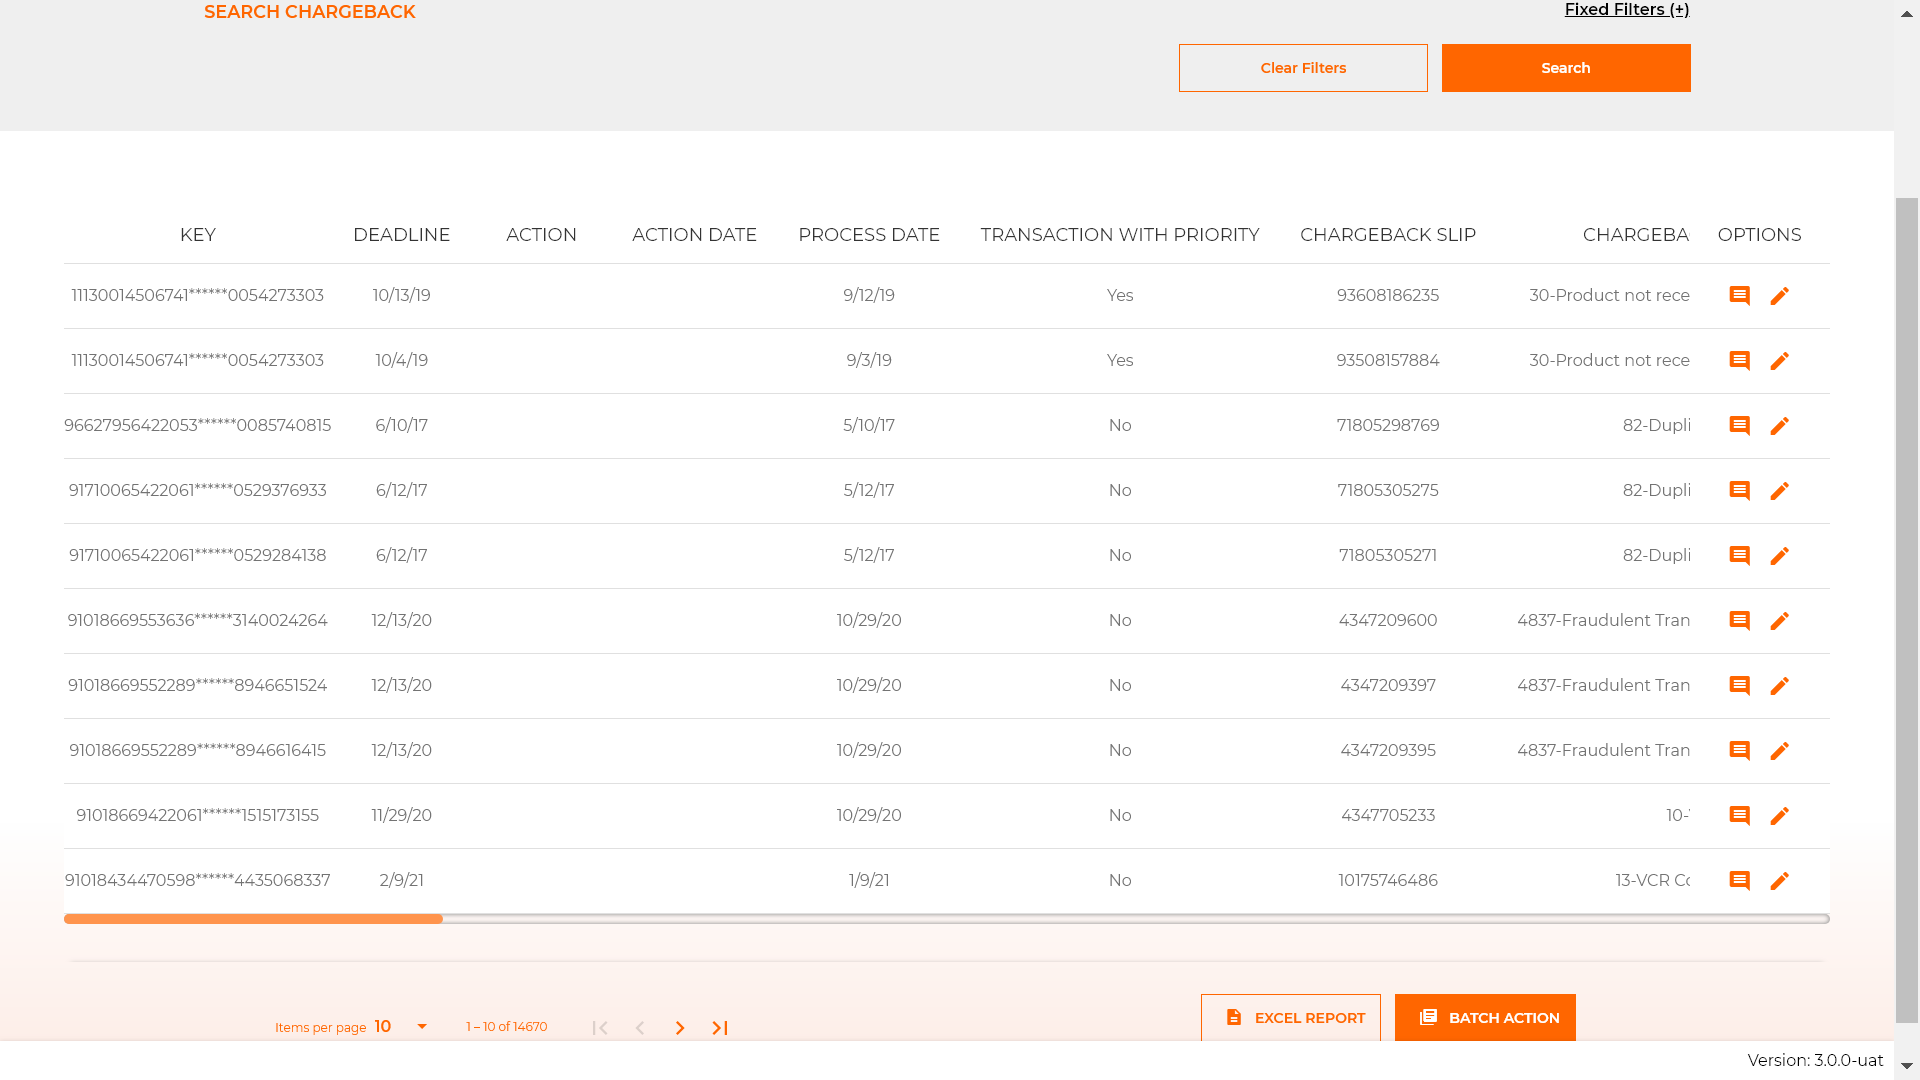 SEARCH CHARGEBACK
Fixed Filters (+)
Clear Filters
Search
KEY DEADLINE ACTION ACTION DATE PROCESS DATE TRANSACTION WITH PRIORITY CHARGEBACK SLIP CHARGEBA OPTIONS
11130014506741******0054273303 10/13/19 9/12/19 Yes 93608186235 30-Product not rece
11130014506741******0054273303 10/4/19 9/3/19 Yes 93508157884 30-Product not rece
96627956422053******0085740815 6/10/17 5/10/17 No 71805298769 82-Dupli
91710065422061******0529376933 6/12/17 5/12/17 No 71805305275 82-Dupli
91710065422061******0529284138 6/12/17 5/12/17 No 71805305271 82-Dupli
91018669553636******3140024264 12/13/20 10/29/20 No 4347209600 4837-Fraudulent Tran
91018669552289******8946651524 12/13/20 10/29/20 No 4347209397 4837-Fraudulent Tran
91018669552289******8946616415 12/13/20 10/29/20 No 4347209395 4837-Fraudulent Tran
91018669422061******1515173155 11/29/20 10/29/20 No 4347705233 10-
91018434470598******4435068337 2/9/21 1/9/21 No 10175746486 13-VCR Co
Items per page 10 1 – 10 of 14670
EXCEL REPORT
BATCH ACTION
Version: 3.0.0-uat